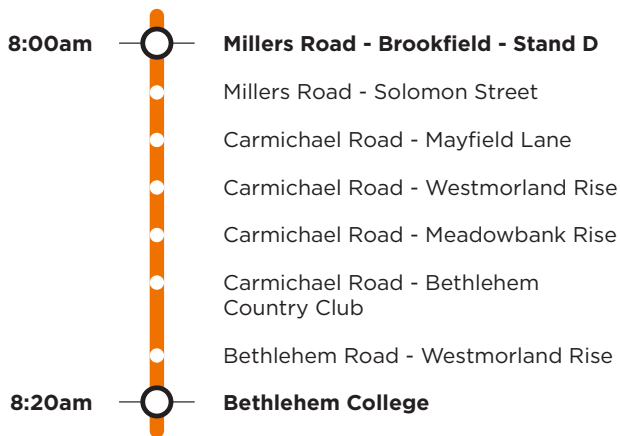 8:00am Millers Road - Brookfield - Stand D
Millers Road - Solomon Street
Carmichael Road - Mayfield Lane
Carmichael Road - Westmorland Rise
Carmichael Road - Meadowbank Rise
Carmichael Road - Bethlehem
Country Club
Bethlehem Road - Westmorland Rise
8:20am Bethlehem College